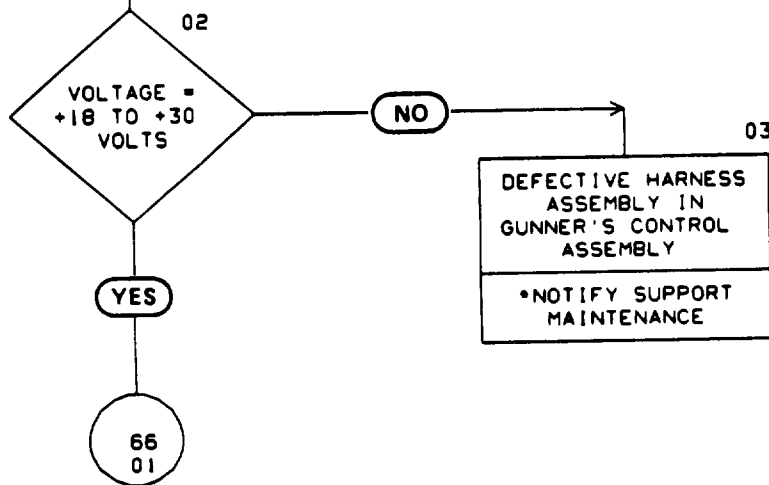 02
VOLTAGE =
+18 TO +30
VOLTS
NO
03
DEFECTIVE HARNESS
ASSEMBLY IN
GUNNER'S CONTROL
ASSEMBLY
•NOTIFY SUPPORT
MAINTENANCE
YES
66
01